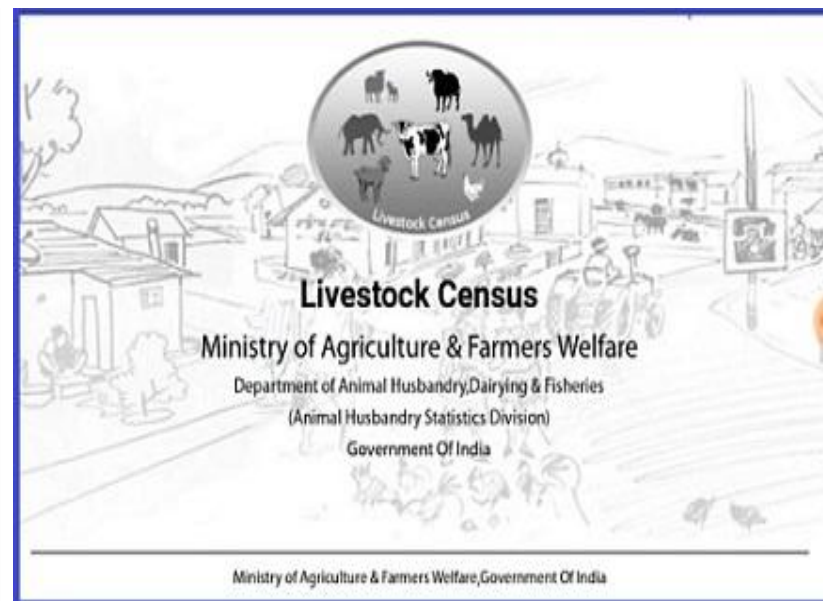 Livestock Census
Livestock Census
Ministry of Agriculture & Farmers Welfare
Department of Animal Husbandry,Dairying & Fisheries
(Animal Husbandry Statistics Division)
Government Of India
Ministry of Agriculture & Farmers Welfare,Government Of India